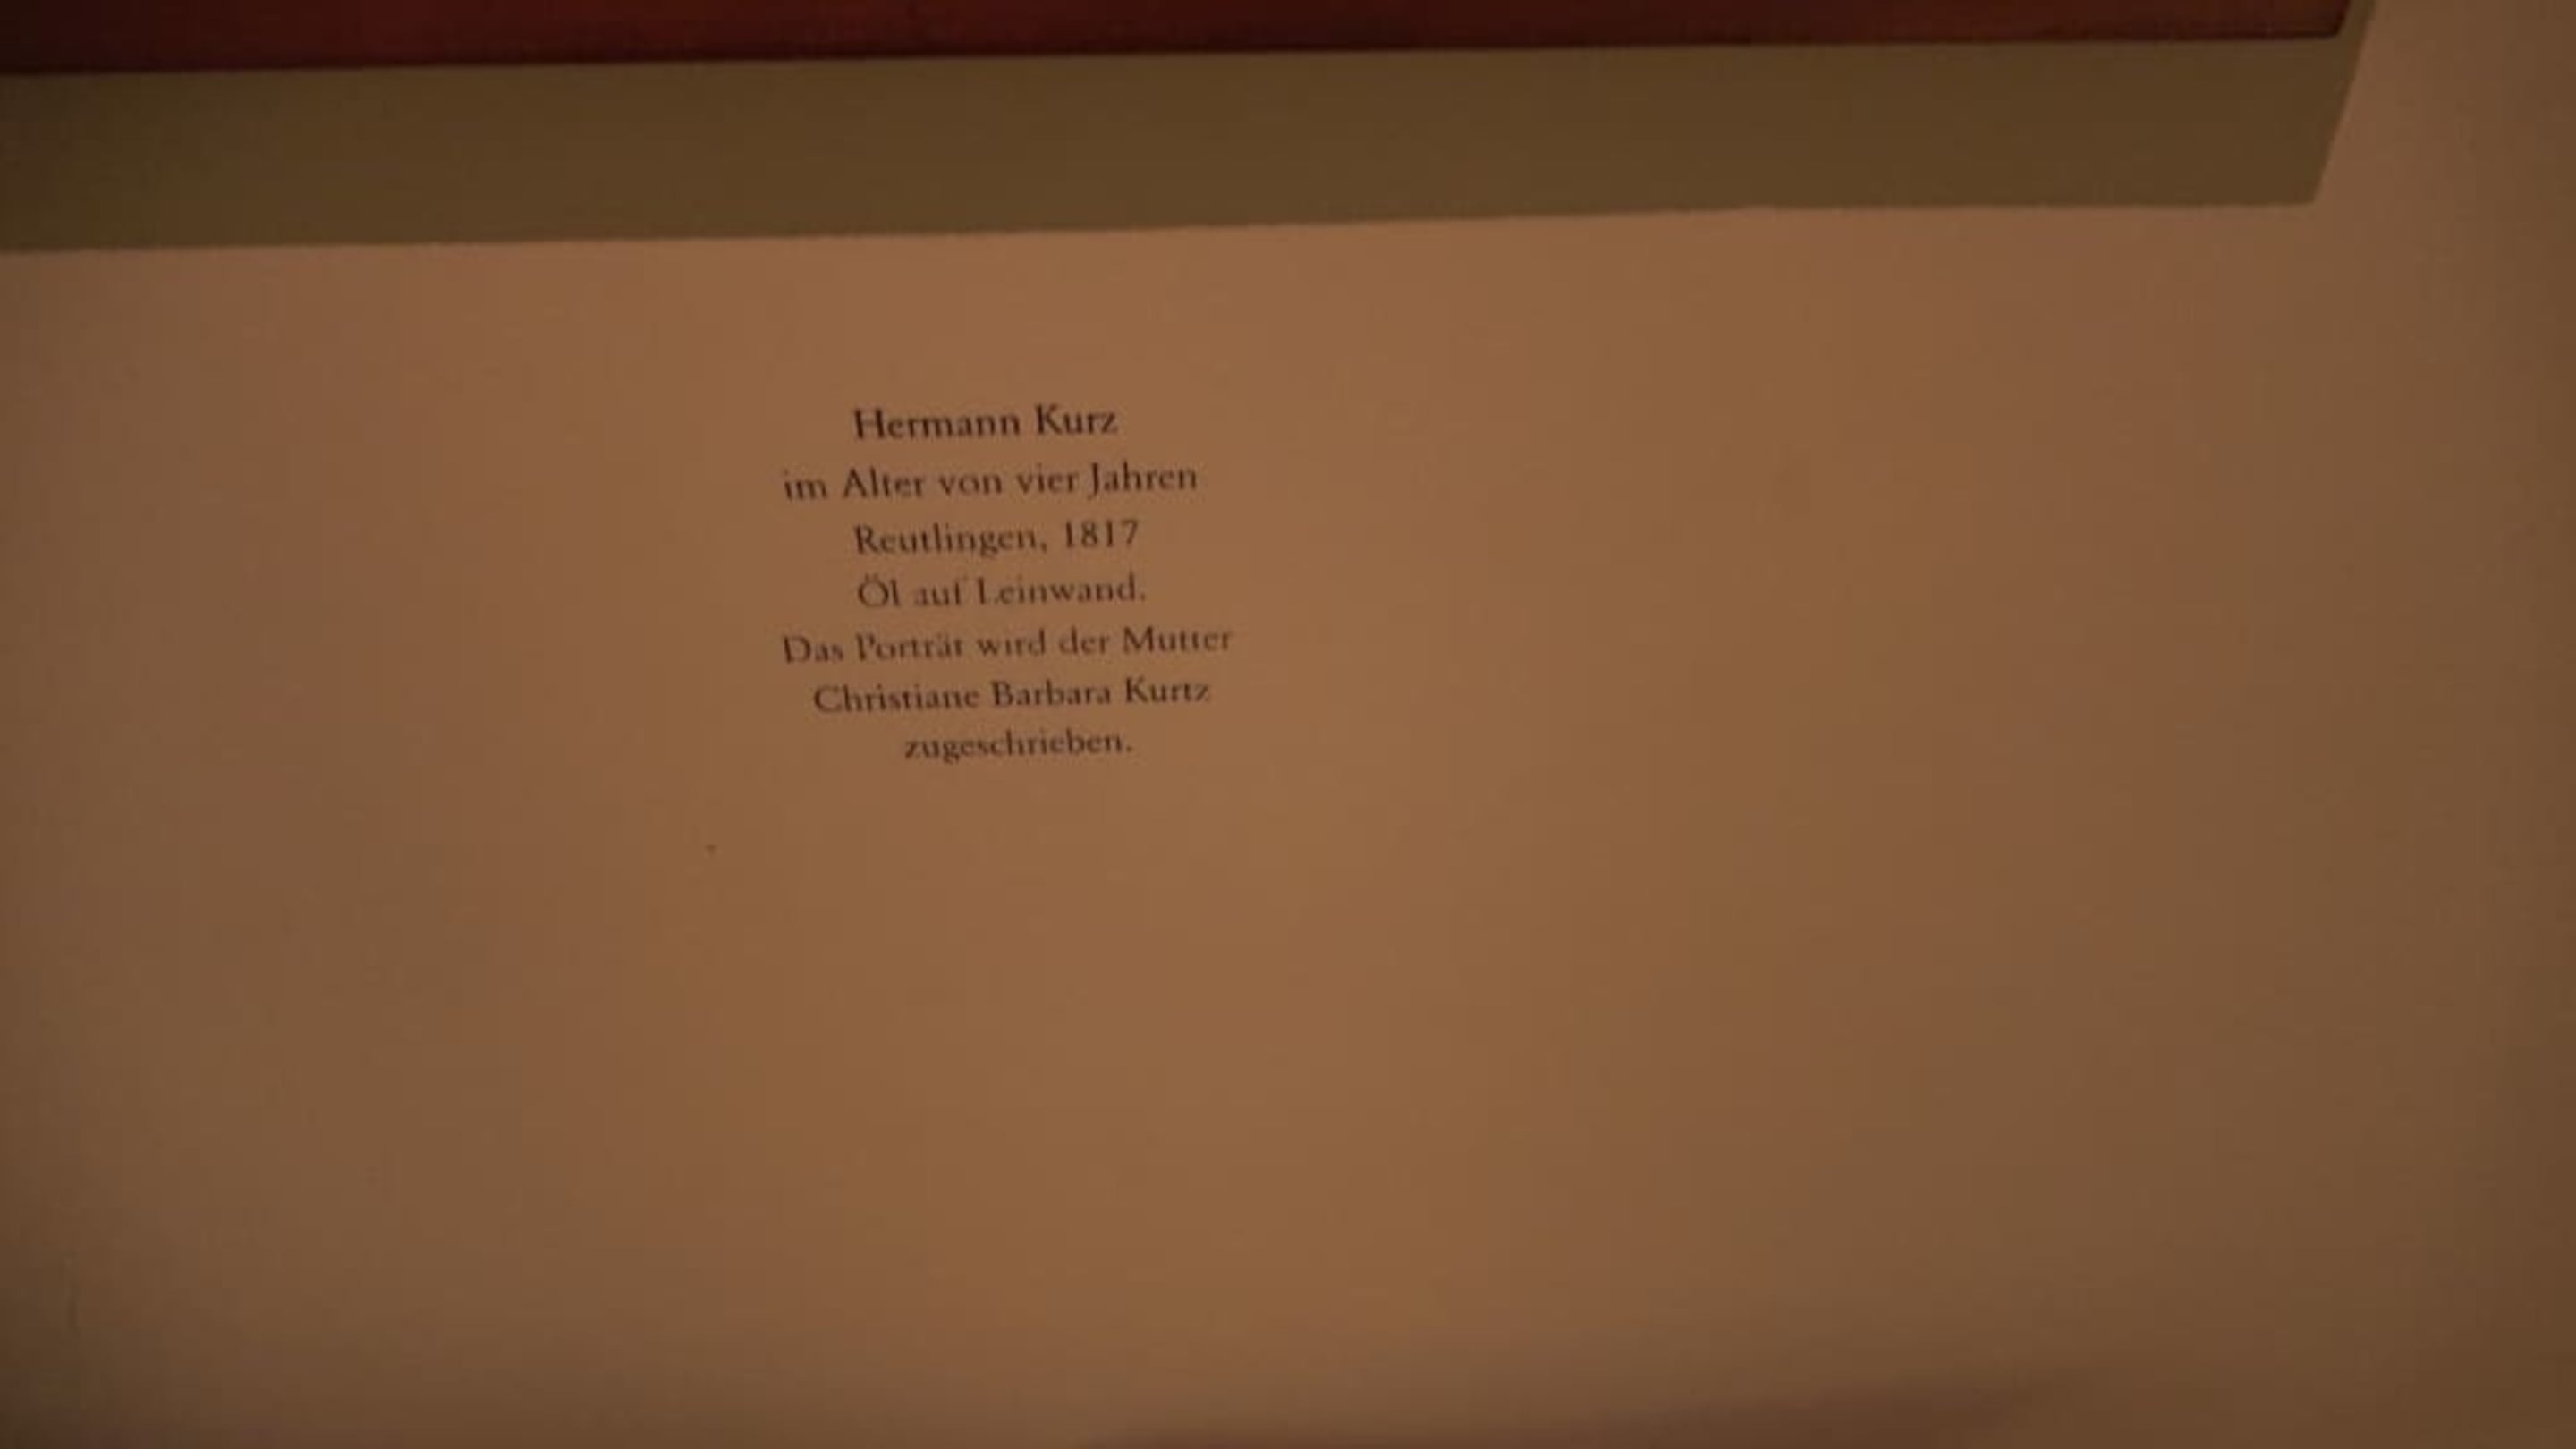 Hermann Kurz
im Alter von vier Jahren
Reutlingen, 1817
Öl auf Leinwand.
Das Porträt wird der Mutter
Christiane Barbara Kurtz
zugeschrieben.